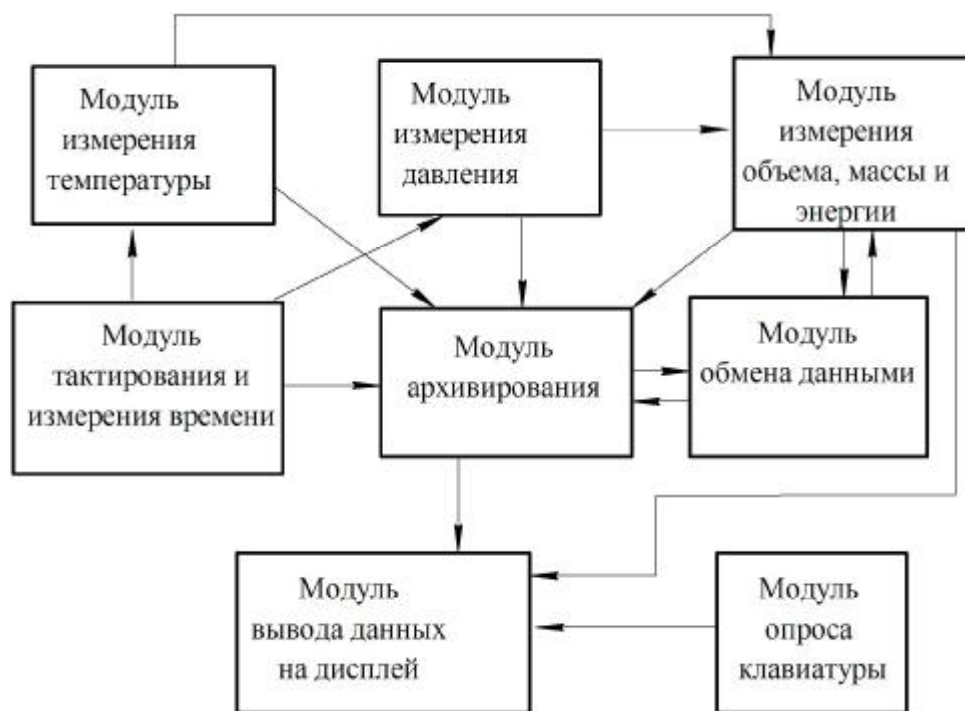 Модуль
измерения
температуры
Модуль
измерения
давления
Модуль
измерения
объема, массы и
энергии
Модуль
тактирования и
измерения времени
Модуль
архивирования
Модуль
обмена данными
Модуль
вывода данных
на дисплей
Модуль
опроса
клавиатуры